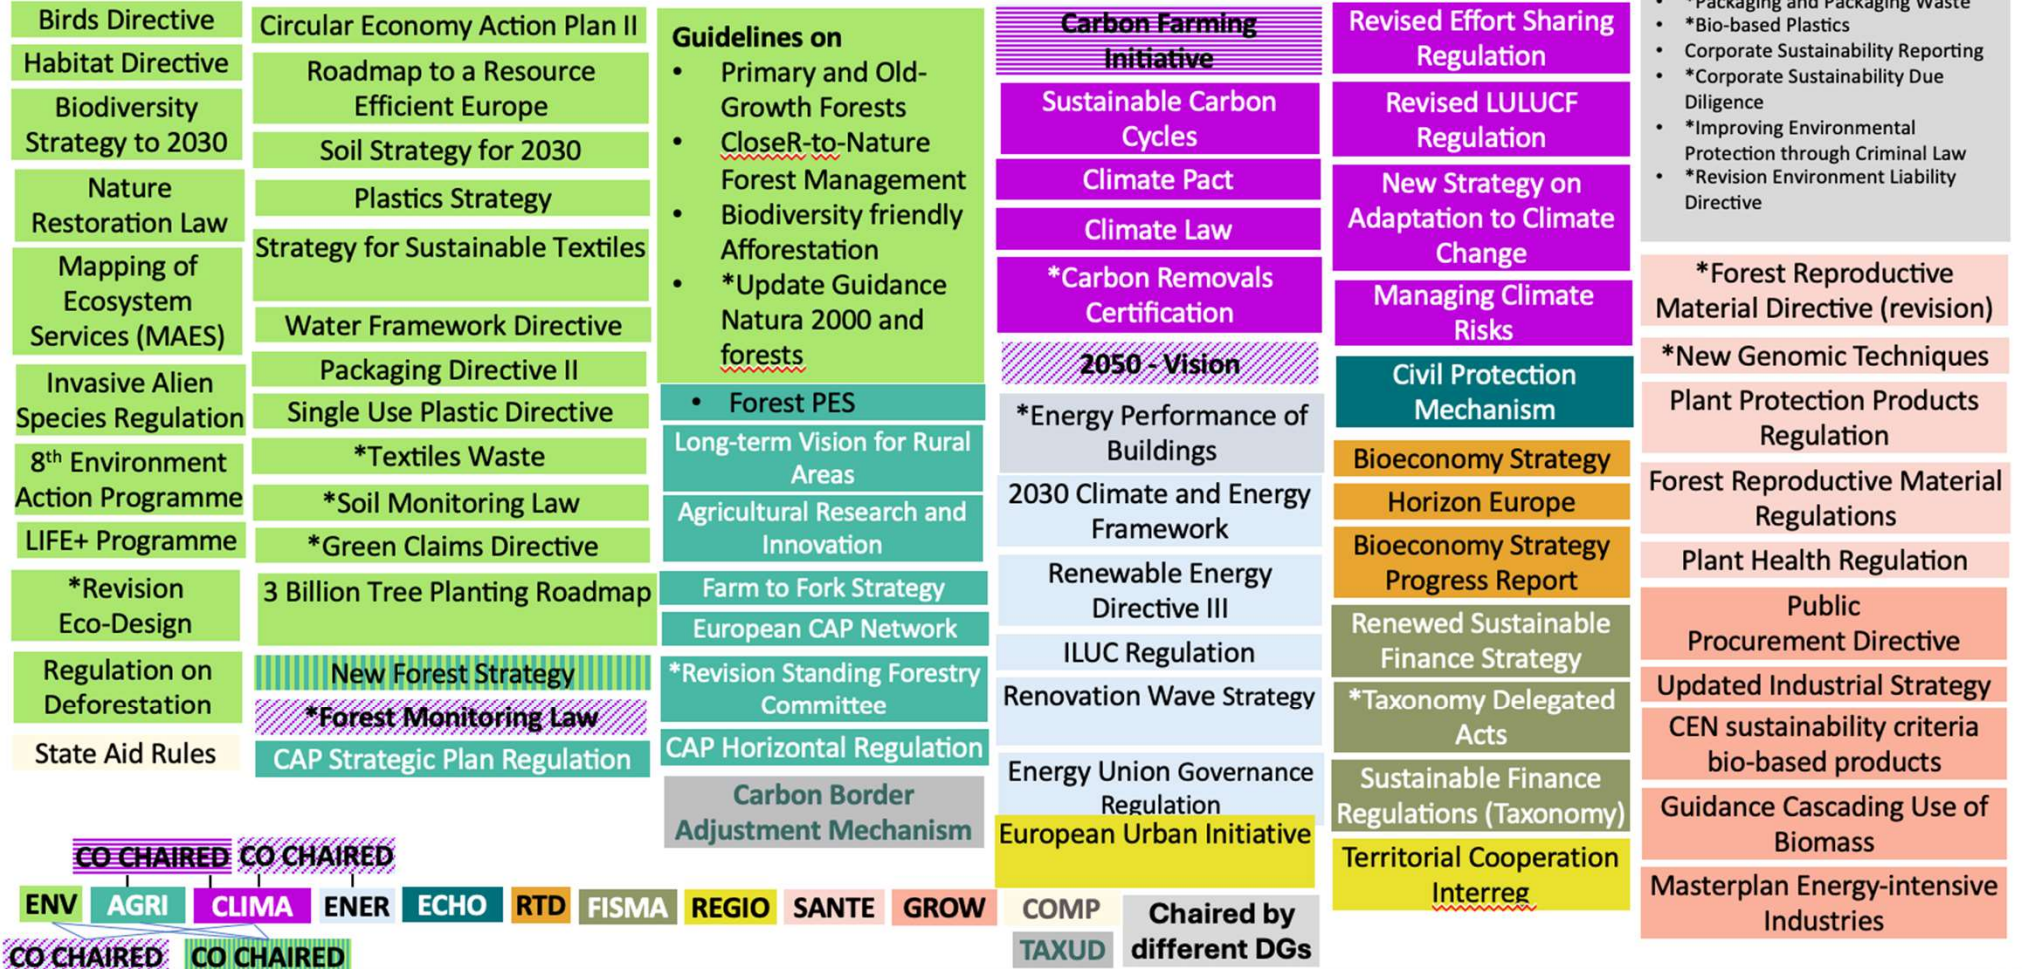 Birds Directive
Habitat Directive
Biodiversity
Strategy to 2030
Nature
Restoration Law
Mapping of
Ecosystem
Services (MAES)
Invasive Alien
Species Regulation
8th Environment
Action Programme
LIFE+ Programme
*Revision
Eco-Design
Regulation on
Deforestation
State Aid Rules
Circular Economy Action Plan II
Roadmap to a Resource
Efficient Europe
Soil Strategy for 2030
Plastics Strategy
Strategy for Sustainable Textiles
Water Framework Directive
Packaging Directive II
Single Use Plastic Directive
*Textiles Waste
*Soil Monitoring Law
*Green Claims Directive
3 Billion Tree Planting Roadmap
New Forest Strategy
*Forest Monitoring Law
CAP Strategic Plan Regulation
Guidelines on
• Primary and Old-
Growth Forests
• CloseR-to-Nature
Forest Management
• Biodiversity friendly
Afforestation
• *Update Guidance
Natura 2000 and
forests
• Forest PES
Long-term Vision for Rural
Areas
Agricultural Research and
Innovation
Farm to Fork Strategy
European CAP Network
*Revision Standing Forestry
Committee
CAP Horizontal Regulation
Carbon Border
Adjustment Mechanism
Carbon Farming
Initiative
Sustainable Carbon
Cycles
Climate Pact
Climate Law
*Carbon Removals
Certification
2050 - Vision
*Energy Performance of
Buildings
2030 Climate and Energy
Framework
Renewable Energy
Directive III
ILUC Regulation
Renovation Wave Strategy
Energy Union Governance
Regulation
European Urban Initiative
Revised Effort Sharing
Regulation
Revised LULUCF
Regulation
New Strategy on
Adaptation to Climate
Change
Managing Climate
Risks
Civil Protection
Mechanism
Bioeconomy Strategy
Horizon Europe
Bioeconomy Strategy
Progress Report
Renewed Sustainable
Finance Strategy
*Taxonomy Delegated
Acts
Sustainable Finance
Regulations (Taxonomy)
Territorial Cooperation
Interreg
• *Packaging and Packaging Waste
• *Bio-based Plastics
• Corporate Sustainability Reporting
• *Corporate Sustainability Due
Diligence
• *Improving Environmental
Protection through Criminal Law
• *Revision Environment Liability
Directive
*Forest Reproductive
Material Directive (revision)
*New Genomic Techniques
Plant Protection Products
Regulation
Forest Reproductive Material
Regulations
Plant Health Regulation
Public
Procurement Directive
Updated Industrial Strategy
CEN sustainability criteria
bio-based products
Guidance Cascading Use of
Biomass
Masterplan Energy-intensive
Industries
CO CHAIRED CO CHAIRED
ENV AGRI CLIMA ENER ECHO RTD FISMA REGIO SANTE GROW COMP
TAXUD
Chaired by
different DGs
CO CHAIRED CO CHAIRED